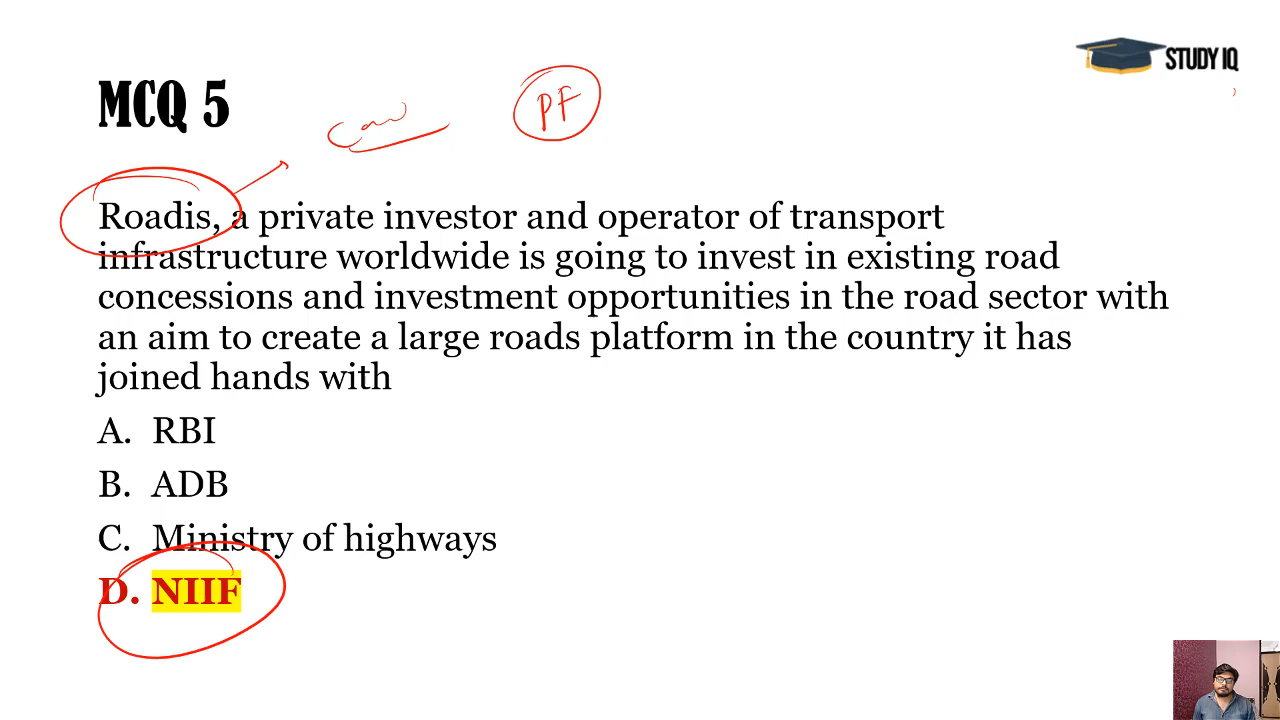 STUDY IQ
MCQ 5
Can
PF
Roadis, a private investor and operator of transport
infrastructure worldwide is going to invest in existing road
concessions and investment opportunities in the road sector with
an aim to create a large roads platform in the country it has
joined hands with
A. RBI
B. ADB
C. Ministry of highways
D. NIIF